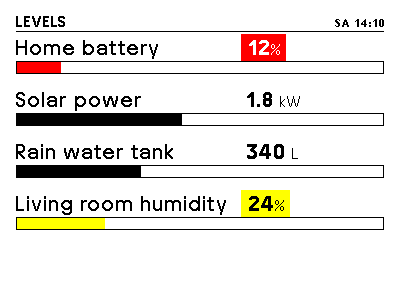 LEVELS SA 14:10
Home battery 12%
Solar power 1.8 kW
Rain water tank 340 L
Living room humidity 24%